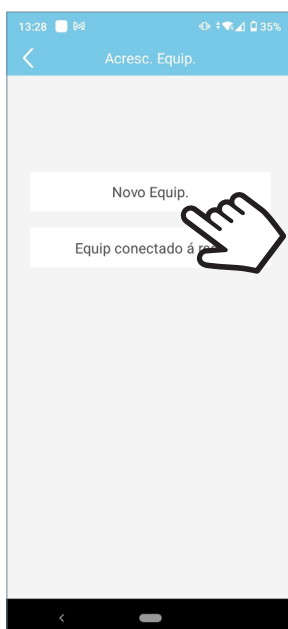 13:28 35%
Acresc. Equip.
Novo Equip.
Equip conectado á